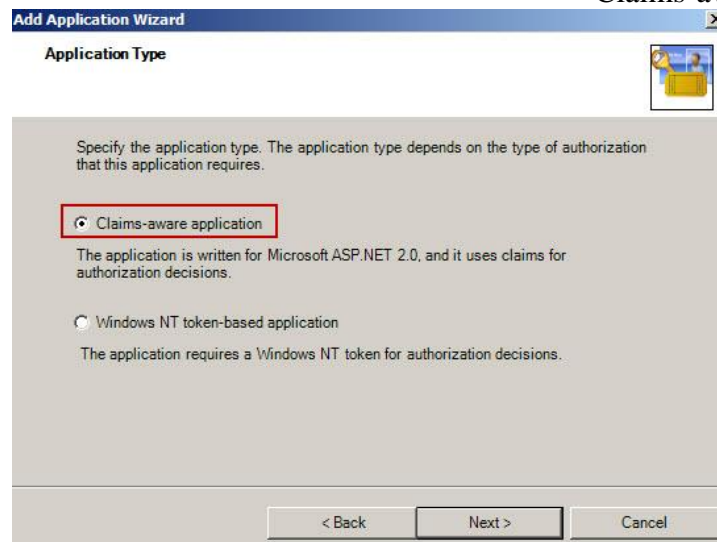 Add Application Wizard
Application Type
Specify the application type. The application type depends on the type of authorization
that this application requires.
Claims-aware application
The application is written for Microsoft ASP.NET 2.0, and it uses claims for
authorization decisions.
Windows NT token-based application
The application requires a Windows NT token for authorization decisions.
< Back
Next >
Cancel